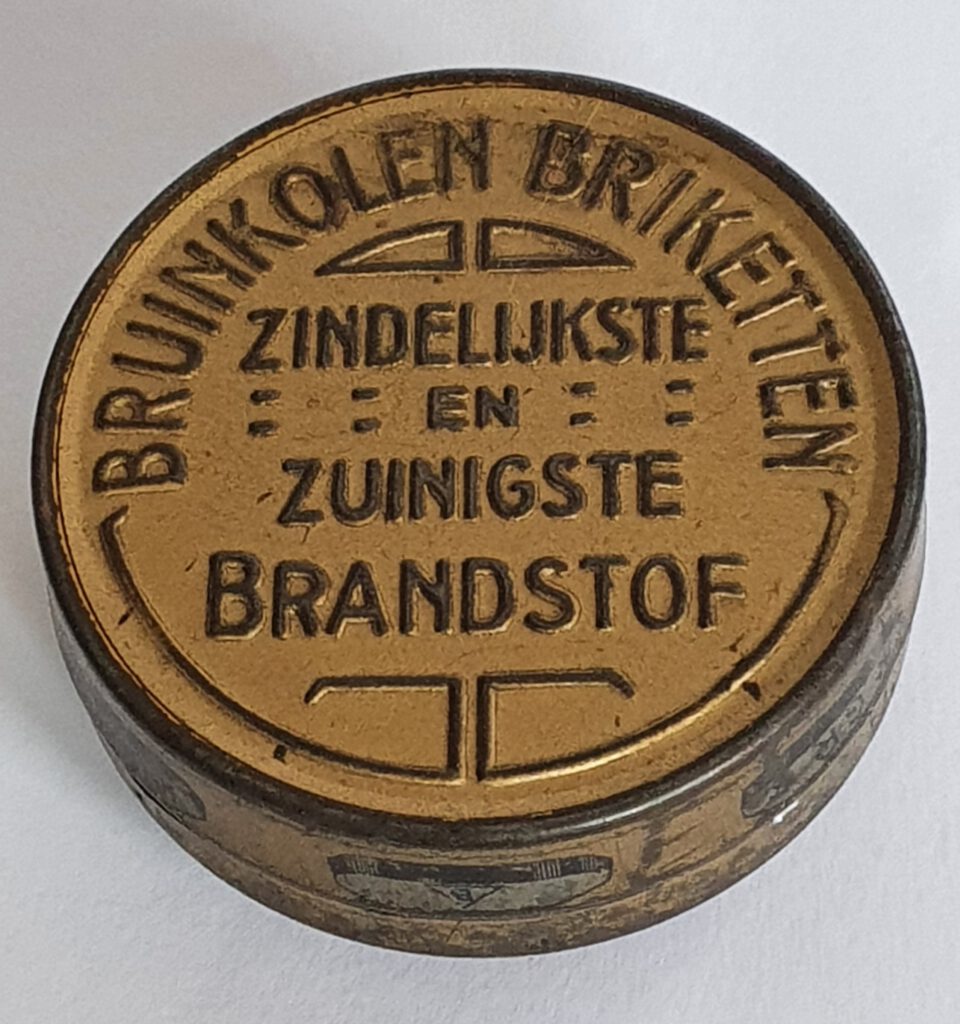 BRUINKOLEN BRIKETTEN
ZINDELIJKSTE
EN
ZUINIGSTE
BRANDSTOF